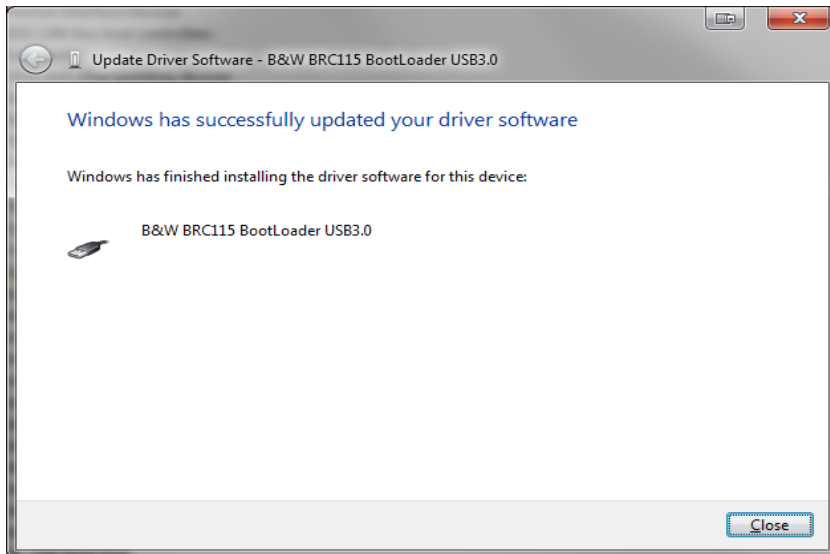 Update Driver Software - B&W BRC115 BootLoader USB3.0
Windows has successfully updated your driver software
Windows has finished installing the driver software for this device:
B&W BRC115 BootLoader USB3.0
Close